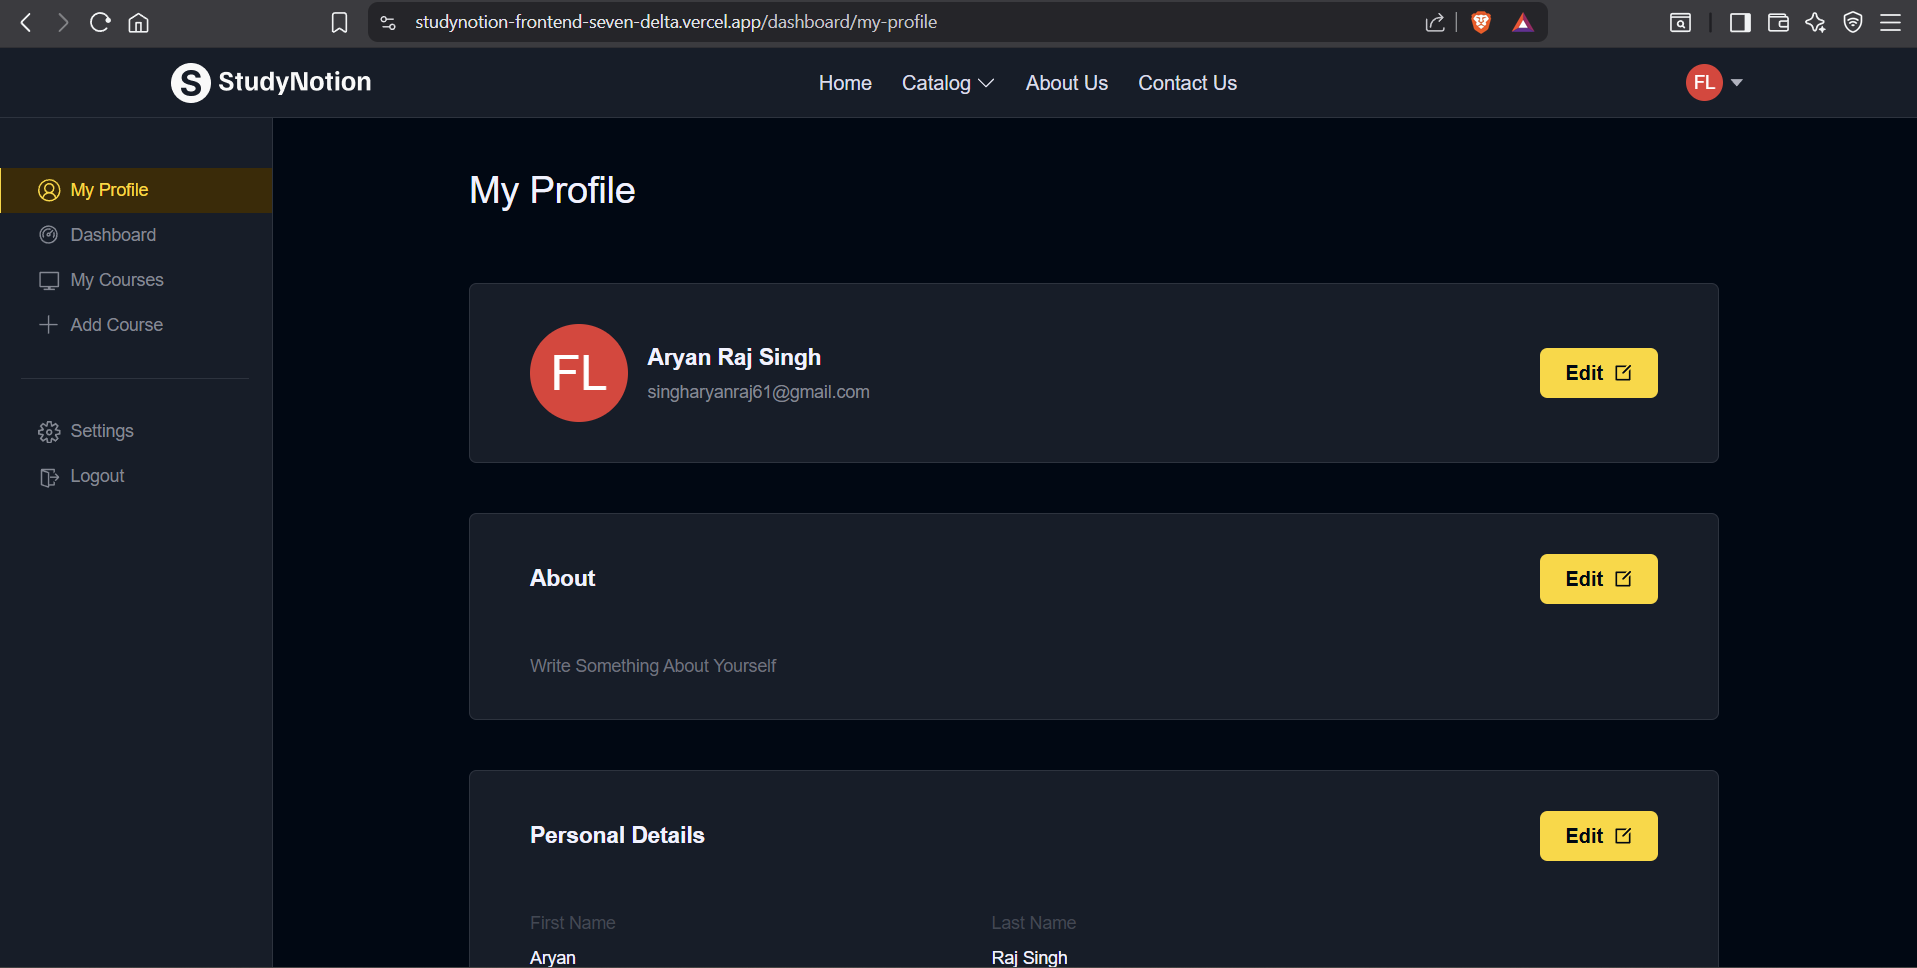 studynotion-frontend-seven-delta.vercel.app/dashboard/my-profile
S StudyNotion
Home Catalog About Us Contact Us
FL
My Profile
Dashboard
My Courses
Add Course
Settings
Logout
My Profile
FL
Aryan Raj Singh
singharyanraj61@gmail.com
Edit
About
Edit
Write Something About Yourself
Personal Details
Edit
First Name Last Name
Aryan Raj Singh